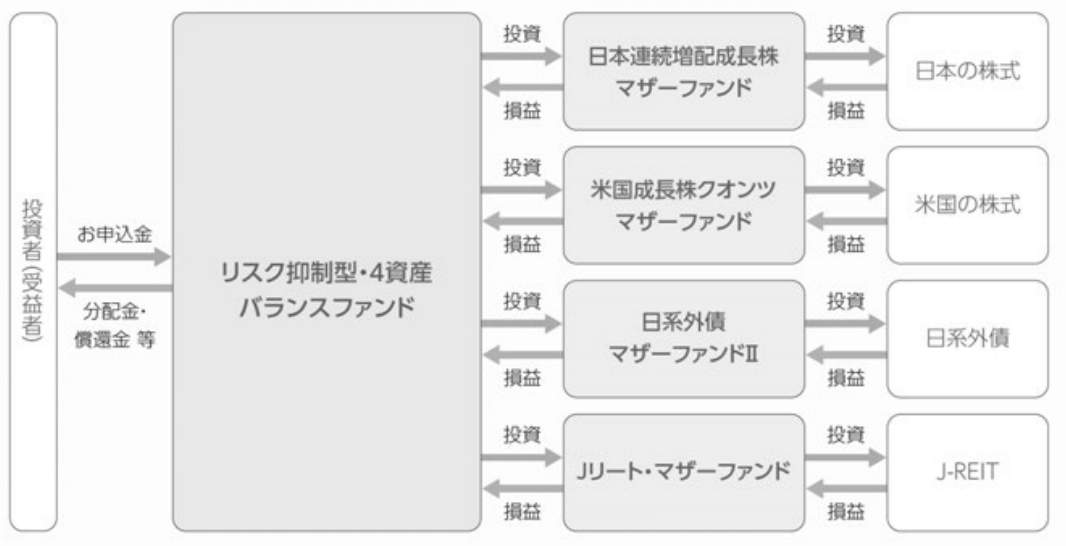 投資者(受益者)
お申込金
分配金・
償還金 等
リスク抑制型・4資産
バランスファンド
投資
損益
日本連続増配成長株
マザーファンド
投資
損益
日本の株式
投資
損益
米国成長株クオンツ
マザーファンド
投資
損益
米国の株式
投資
損益
日系外債
マザーファンドⅡ
投資
損益
日系外債
投資
損益
Jリート・マザーファンド
投資
損益
J-REIT